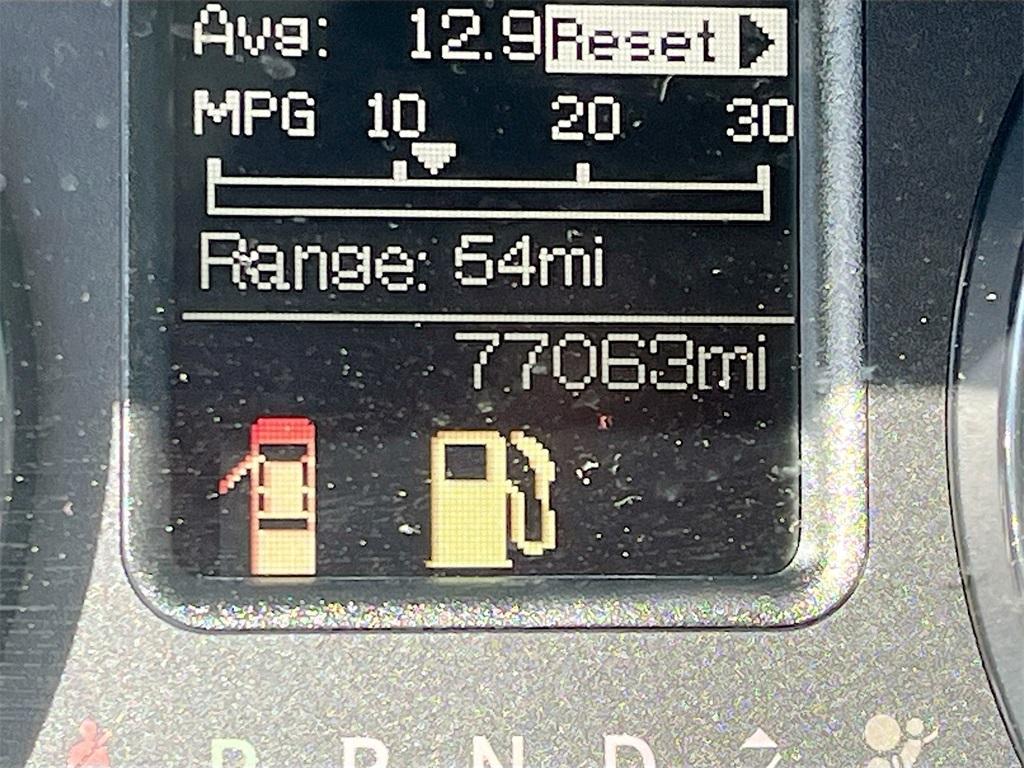 Avg: 12.9 Reset
MPG 10 20 30
Range: 54mi
77063mi
P R N D